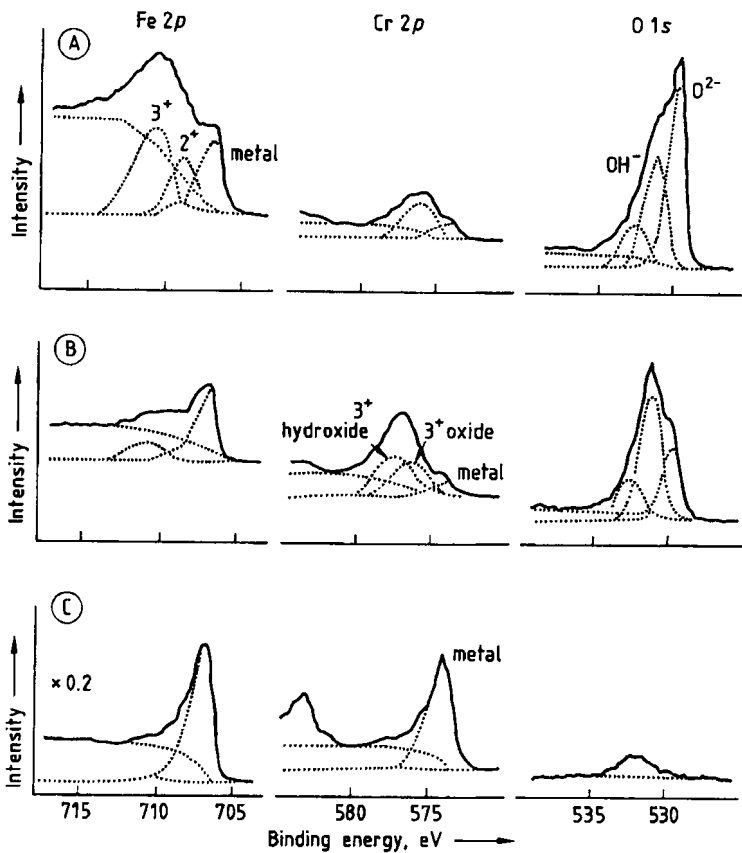 Fe 2p Cr 2p O 1s
A
Intensity
3+
2+
metal
OH−
O2−
B
Intensity
3+
hydroxide
3+ oxide
metal
C
Intensity
× 0.2
metal
715 710 705 580 575 535 530
Binding energy, eV